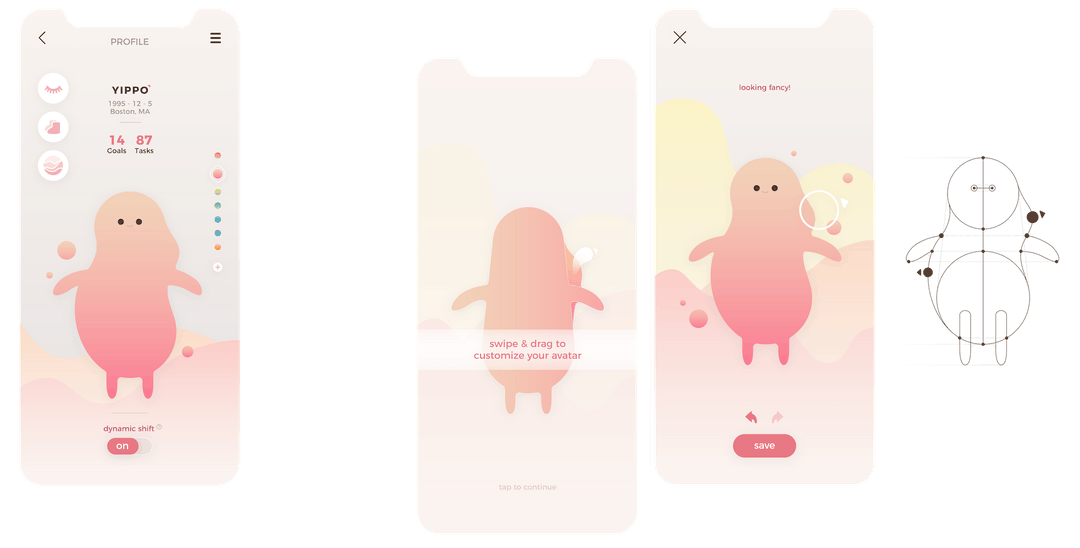 PROFILE
YIPPO
1995 - 12 - 5
Boston, MA
14 87
Goals Tasks
dynamic shift
on
swipe & drag to
customize your avatar
tap to continue
looking fancy!
save